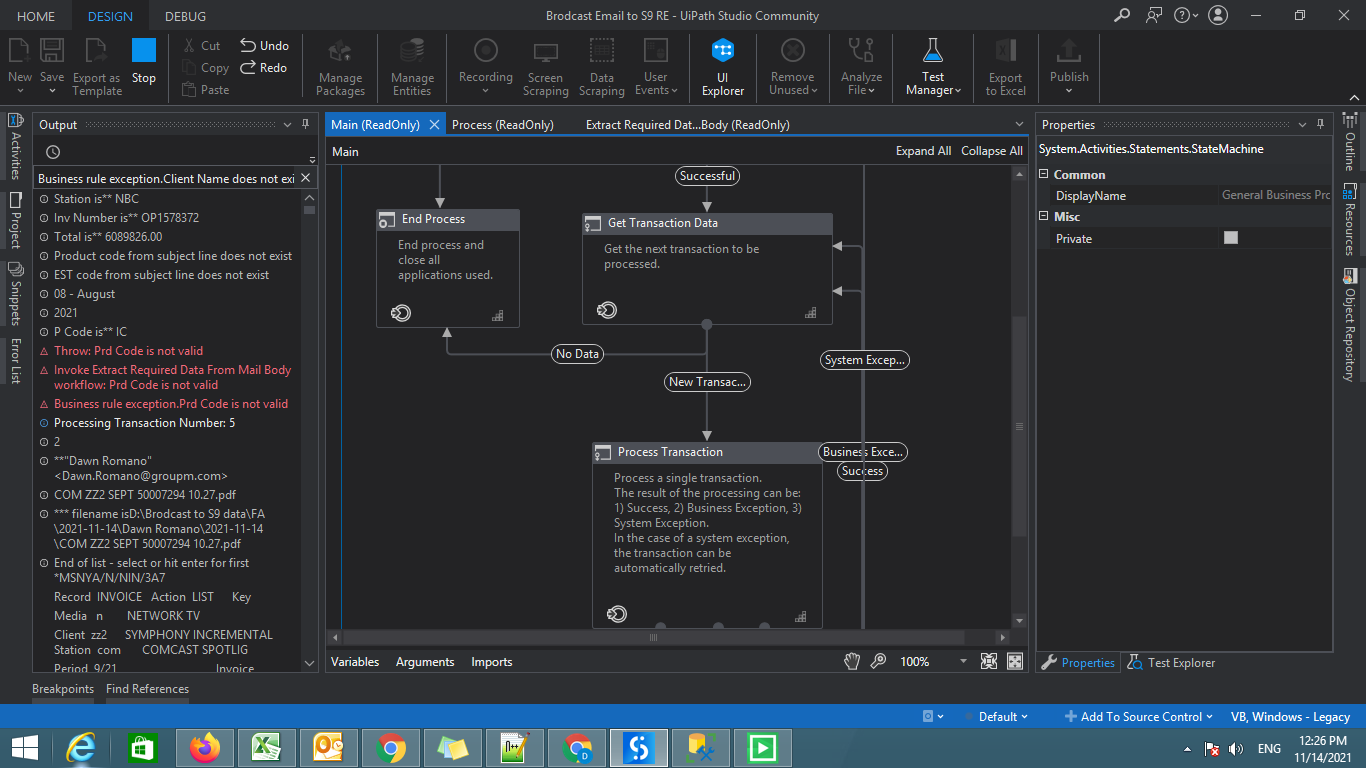 HOME DESIGN DEBUG
Brodcast Email to S9 RE - UiPath Studio Community
New Save Export as Template Stop
Cut Copy Paste
Undo Redo
Manage Packages
Manage Entities
Recording
Screen Scraping
Data Scraping
User Events
UI Explorer
Remove Unused
Analyze File
Test Manager
Export to Excel
Publish
Activities
Project
Snippets
Error List
Output
Business rule exception.Client Name does not exi
Station is** NBC
Inv Number is** OP1578372
Total is** 6089826.00
Product code from subject line does not exist
EST code from subject line does not exist
08 - August
2021
P Code is** IC
Throw: Prd Code is not valid
Invoke Extract Required Data From Mail Body
workflow: Prd Code is not valid
Business rule exception.Prd Code is not valid
Processing Transaction Number: 5
2
**"Dawn Romano"
<Dawn.Romano@groupm.com>
COM ZZ2 SEPT 50007294 10.27.pdf
*** filename isD:\Brodcast to S9 data\FA
\2021-11-14\Dawn Romano\2021-11-14
\COM ZZ2 SEPT 50007294 10.27.pdf
End of list - select or hit enter for first
*MSNYA/N/NIN/3A7
Record INVOICE Action LIST Key
Media n NETWORK TV
Client zz2 SYMPHONY INCREMENTAL
Station com COMCAST SPOTLIG
Period 9/21 Invoice
Breakpoints Find References
Main (ReadOnly) Process (ReadOnly) Extract Required Dat...Body (ReadOnly)
Main
Expand All Collapse All
Successful
End Process
End process and
close all
applications used.
Get Transaction Data
Get the next transaction to be
processed.
No Data
System Excep...
New Transac...
Process Transaction
Business Exce...
Success
Process a single transaction.
The result of the processing can be:
1) Success, 2) Business Exception, 3)
System Exception.
In the case of a system exception,
the transaction can be
automatically retried.
Variables Arguments Imports
100%
Properties
System.Activities.Statements.StateMachine
Common
DisplayName General Business Pro
Misc
Private
Properties Test Explorer
Outline
Resources
Object Repository
Default
Add To Source Control
VB, Windows - Legacy
ENG
12:26 PM
11/14/2021